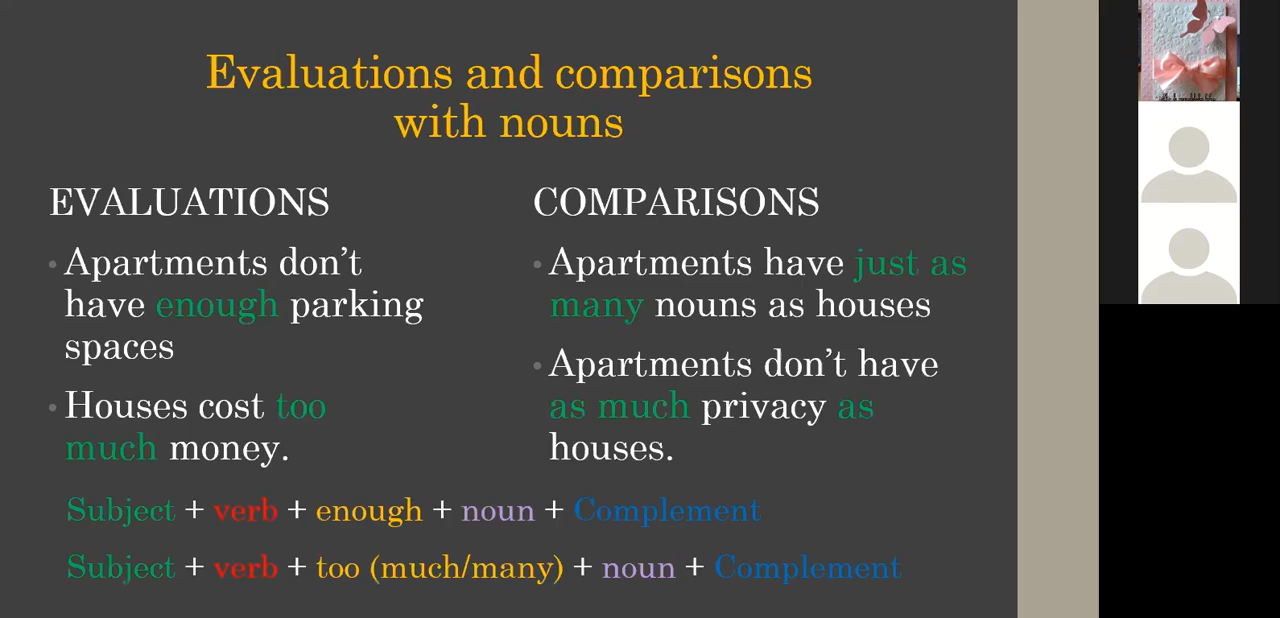 Evaluations and comparisons
with nouns
EVALUATIONS
• Apartments don’t
have enough parking
spaces
• Houses cost too
much money.
COMPARISONS
• Apartments have just as
many nouns as houses
• Apartments don’t have
as much privacy as
houses.
Subject + verb + enough + noun + Complement
Subject + verb + too (much/many) + noun + Complement